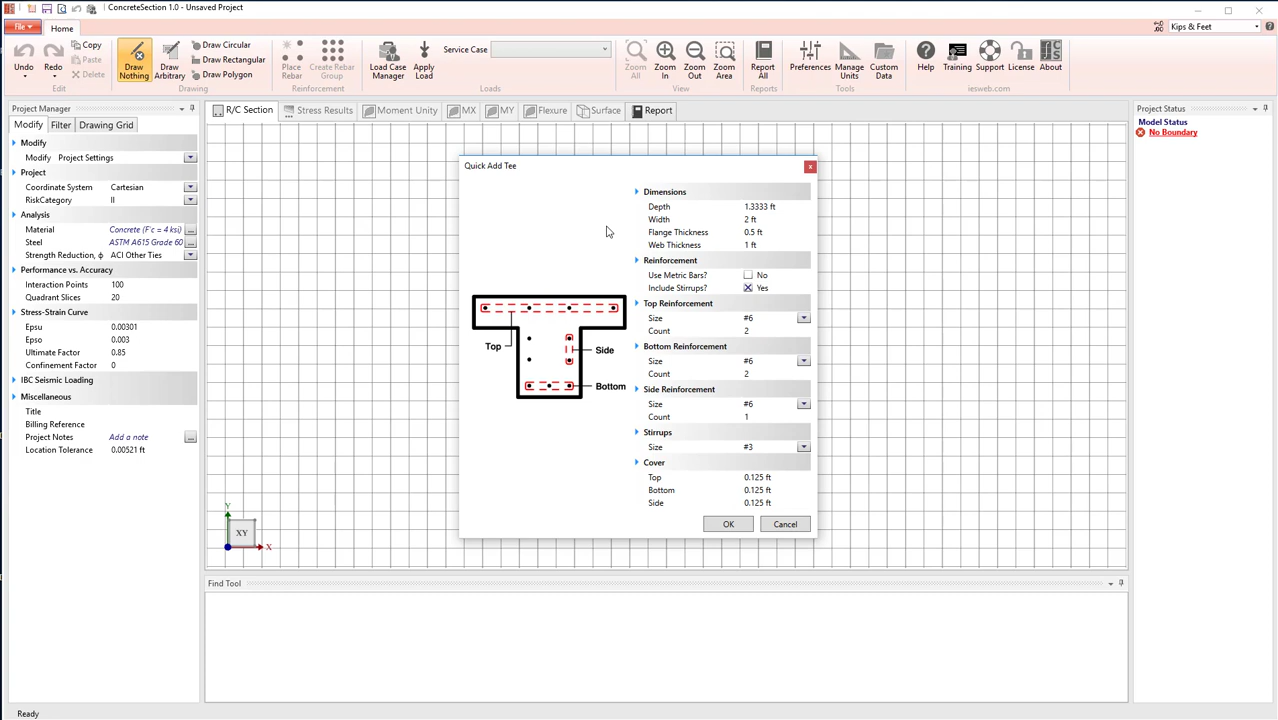 ConcreteSection 1.0 - Unsaved Project
File
Home
Kips & Feet
Undo
Redo
Copy
Paste
Delete
Edit
Draw Nothing
Draw Arbitrary
Draw Circular
Draw Rectangular
Draw Polygon
Drawing
Place Rebar
Create Rebar Group
Reinforcement
Load Case Manager
Apply Load
Service Case
Loads
Zoom All
Zoom In
Zoom Out
Zoom Area
View
Report All
Reports
Preferences
Manage Units
Custom Data
Tools
Help
Training
Support
License
About
iesweb.com
Project Manager
Modify
Filter
Drawing Grid
Modify
Modify Project Settings
Project
Coordinate System Cartesian
RiskCategory II
Analysis
Material Concrete (F'c = 4 ksi) ...
Steel ASTM A615 Grade 60 ...
Strength Reduction, ϕ ACI Other Ties
Performance vs. Accuracy
Interaction Points 100
Quadrant Slices 20
Stress-Strain Curve
Epsu 0.00301
Epso 0.003
Ultimate Factor 0.85
Confinement Factor 0
IBC Seismic Loading
Miscellaneous
Title
Billing Reference
Project Notes Add a note ...
Location Tolerance 0.00521 ft
R/C Section
Stress Results
Moment Unity
MX
MY
Flexure
Surface
Report
Y
XY
X
Quick Add Tee
x
Top
Side
Bottom
Dimensions
Depth 1.3333 ft
Width 2 ft
Flange Thickness 0.5 ft
Web Thickness 1 ft
Reinforcement
Use Metric Bars? No
Include Stirrups? Yes
Top Reinforcement
Size #6
Count 2
Bottom Reinforcement
Size #6
Count 2
Side Reinforcement
Size #6
Count 1
Stirrups
Size #3
Cover
Top 0.125 ft
Bottom 0.125 ft
Side 0.125 ft
OK
Cancel
Find Tool
Project Status
Model Status
No Boundary
Ready